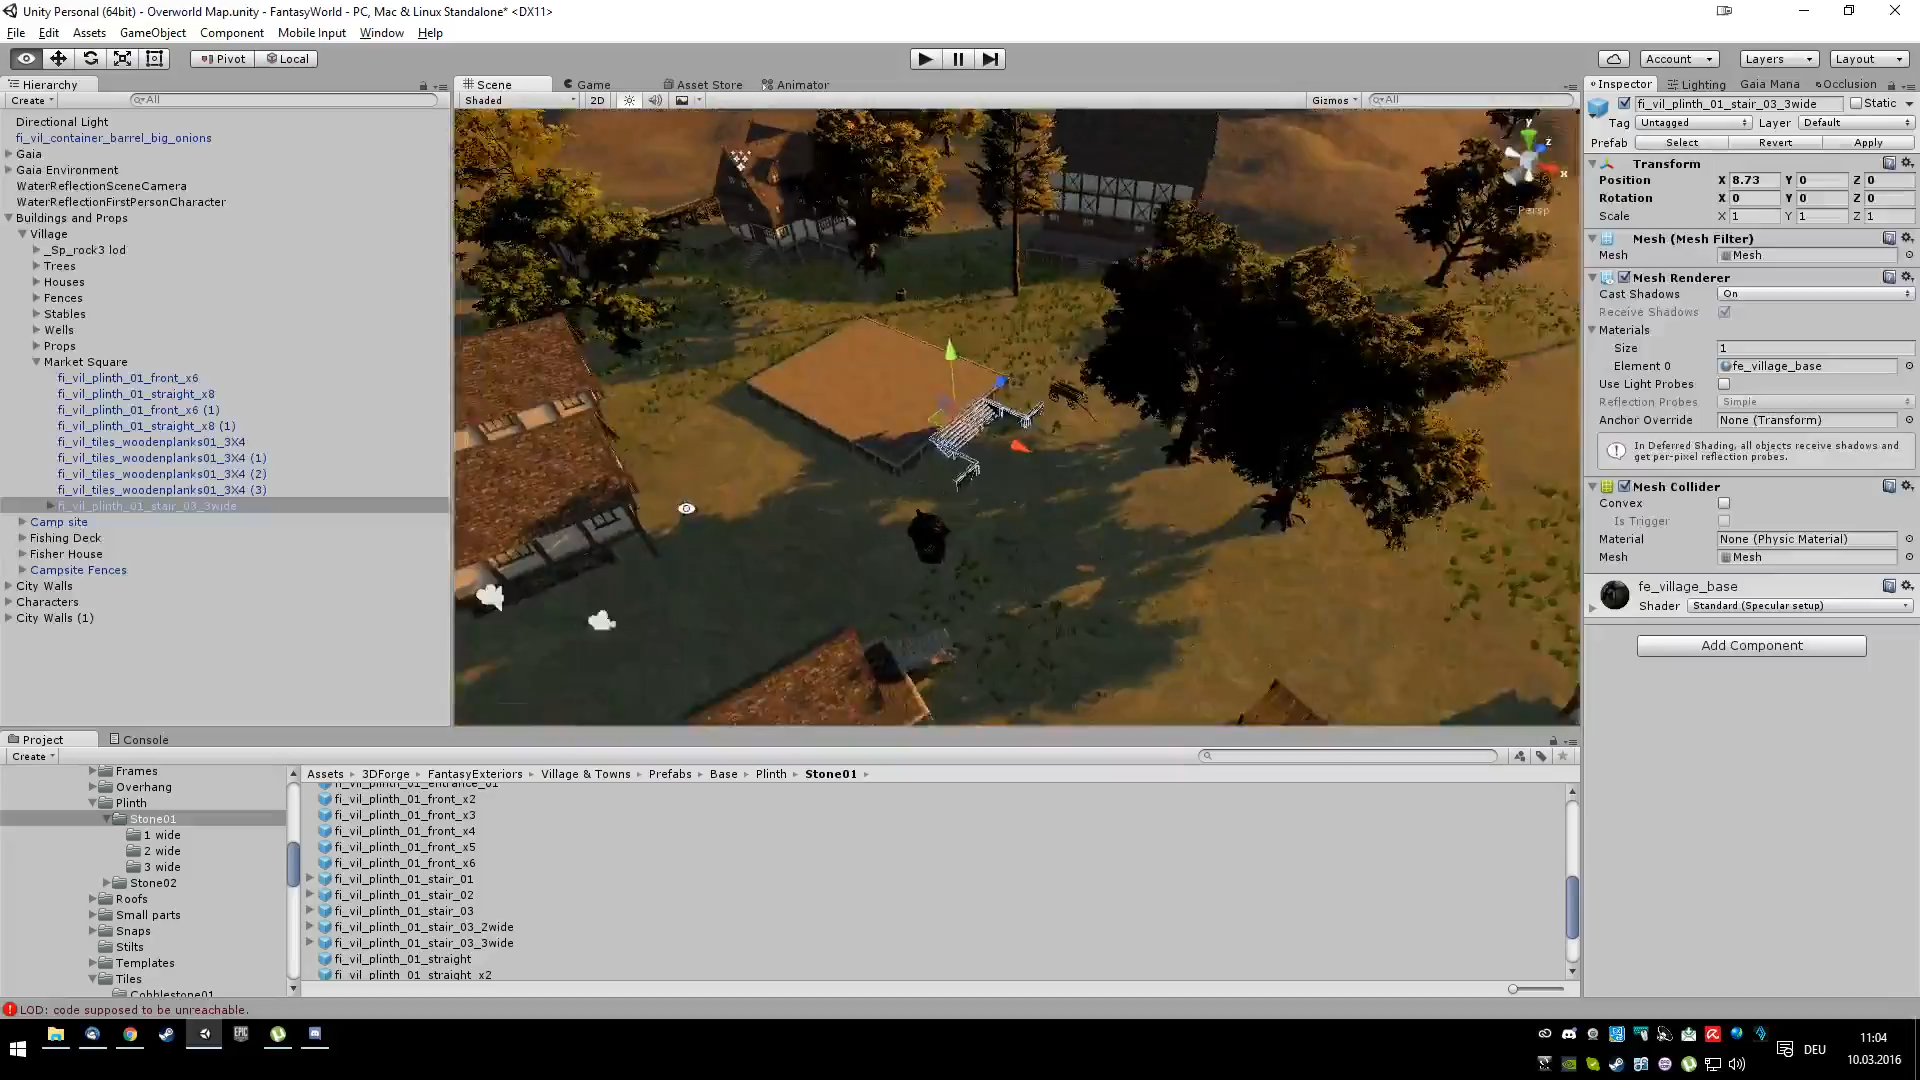 Unity Personal (64bit) - Overworld Map.unity - FantasyWorld - PC, Mac & Linux Standalone* <DX11>
File Edit Assets GameObject Component Mobile Input Window Help
Pivot Local Account Layers Layout
Hierarchy
Create All
Directional Light
fi_vil_container_barrel_big_onions
Gaia
Gaia Environment
WaterReflectionSceneCamera
WaterReflectionFirstPersonCharacter
Buildings and Props
Village
_Sp_rock3 lod
Trees
Houses
Fences
Stables
Wells
Props
Market Square
fi_vil_plinth_01_front_x6
fi_vil_plinth_01_straight_x8
fi_vil_plinth_01_front_x6 (1)
fi_vil_plinth_01_straight_x8 (1)
fi_vil_tiles_woodenplanks01_3X4
fi_vil_tiles_woodenplanks01_3X4 (1)
fi_vil_tiles_woodenplanks01_3X4 (2)
fi_vil_tiles_woodenplanks01_3X4 (3)
fi_vil_plinth_01_stair_03_3wide
Camp site
Fishing Deck
Fisher House
Campsite Fences
City Walls
Characters
City Walls (1)
Scene Game Asset Store Animator
Shaded 2D Gizmos All
y
z
x
Persp
Inspector Lighting Gaia Mana Occlusion
fi_vil_plinth_01_stair_03_3wide Static
Tag Untagged Layer Default
Prefab Select Revert Apply
Transform
Position X 8.73 Y 0 Z 0
Rotation X 0 Y 0 Z 0
Scale X 1 Y 1 Z 1
Mesh (Mesh Filter)
Mesh Mesh
Mesh Renderer
Cast Shadows On
Receive Shadows
Materials
Size 1
Element 0 fe_village_base
Use Light Probes
Reflection Probes Simple
Anchor Override None (Transform)
In Deferred Shading, all objects receive shadows and
get per-pixel reflection probes.
Mesh Collider
Convex
Is Trigger
Material None (Physic Material)
Mesh Mesh
fe_village_base
Shader Standard (Specular setup)
Add Component
Project Console
Create
Frames
Overhang
Plinth
Stone01
1 wide
2 wide
3 wide
Stone02
Roofs
Small parts
Snaps
Stilts
Templates
Tiles
Cobblestone01
Assets 3DForge FantasyExteriors Village & Towns Prefabs Base Plinth Stone01
fi_vil_plinth_01_entrance_01
fi_vil_plinth_01_front_x2
fi_vil_plinth_01_front_x3
fi_vil_plinth_01_front_x4
fi_vil_plinth_01_front_x5
fi_vil_plinth_01_front_x6
fi_vil_plinth_01_stair_01
fi_vil_plinth_01_stair_02
fi_vil_plinth_01_stair_03
fi_vil_plinth_01_stair_03_2wide
fi_vil_plinth_01_stair_03_3wide
fi_vil_plinth_01_straight
fi_vil_plinth_01_straight_x2
LOD: code supposed to be unreachable.
EPIC
DEU
11:04
10.03.2016